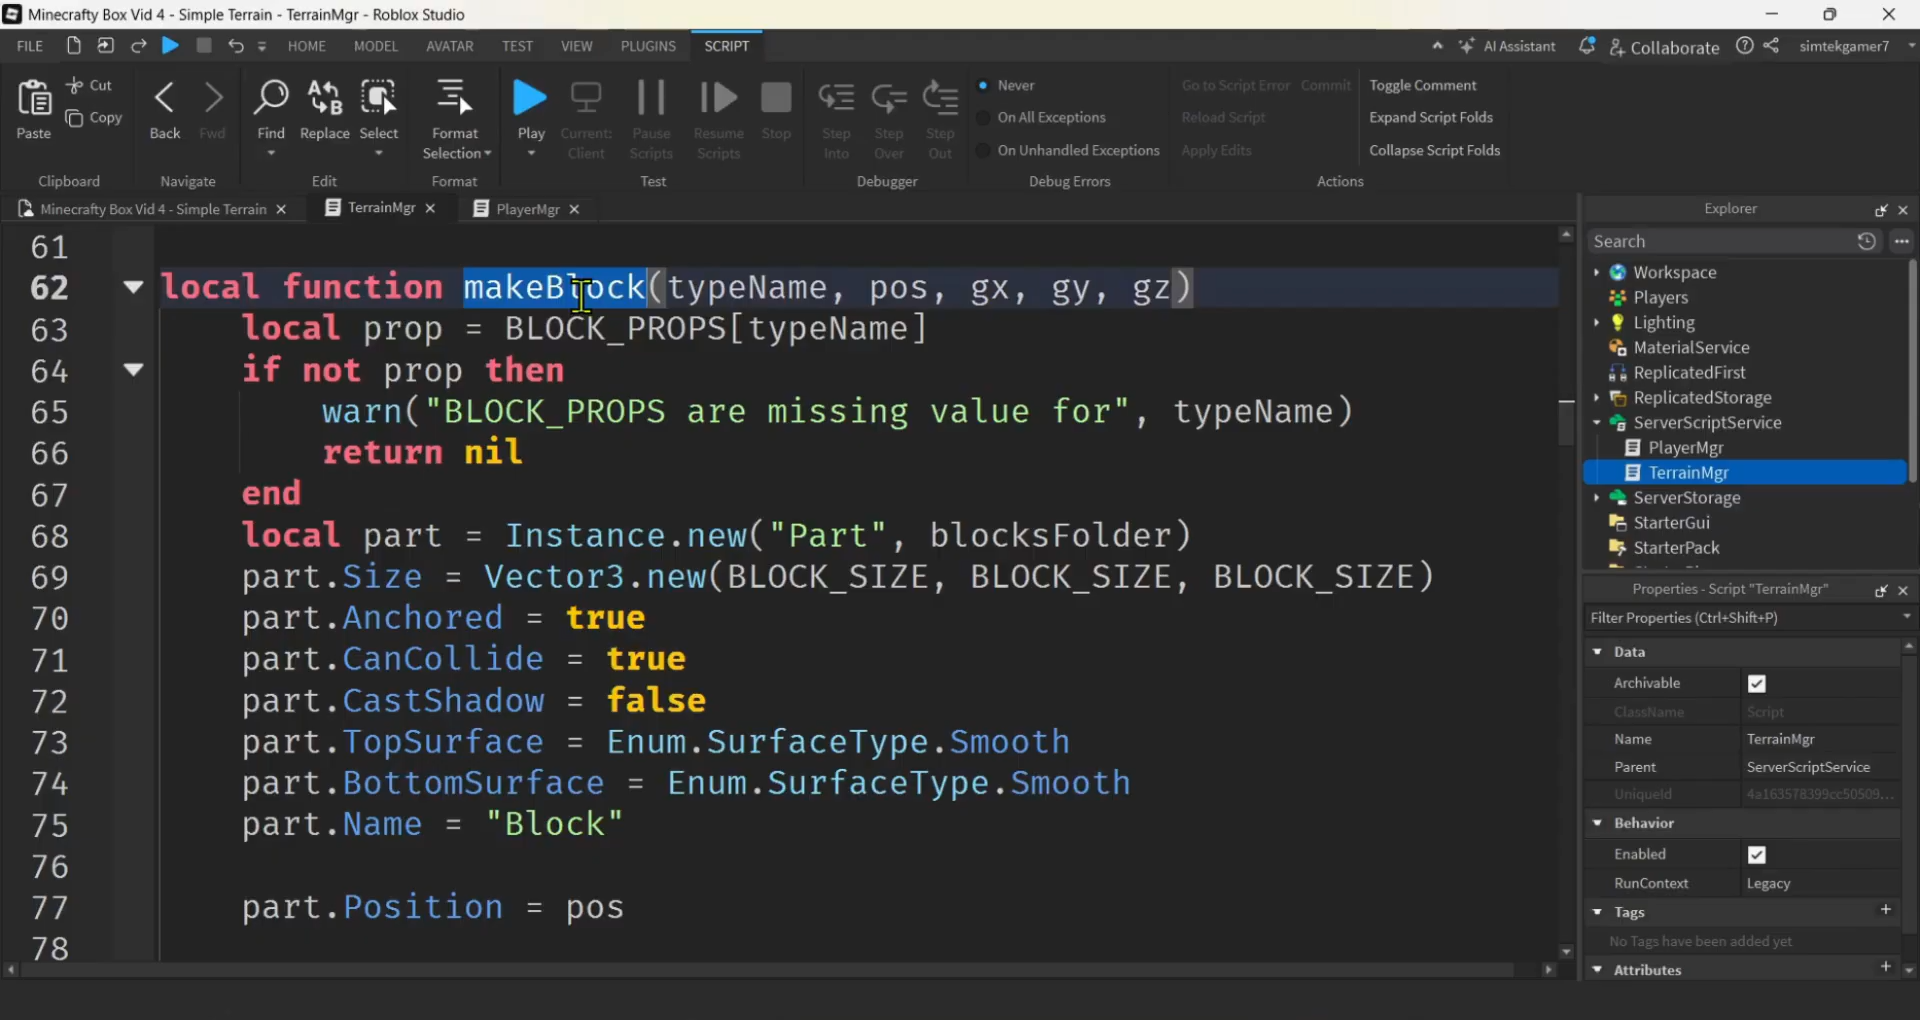 Minecrafty Box Vid 4 - Simple Terrain - TerrainMgr - Roblox Studio
FILE HOME MODEL AVATAR TEST VIEW PLUGINS SCRIPT AI Assistant Collaborate simtekgamer7
Paste Cut Copy Back Fwd Find Replace Select Format Selection Play Current: Client Pause Scripts Resume Scripts Stop Step Into Step Over Step Out
Never
On All Exceptions
On Unhandled Exceptions
Go to Script Error Commit
Reload Script
Apply Edits
Toggle Comment
Expand Script Folds
Collapse Script Folds
Clipboard Navigate Edit Format Test Debugger Debug Errors Actions
Minecrafty Box Vid 4 - Simple Terrain TerrainMgr PlayerMgr
61
62 local function makeBlock(typeName, pos, gx, gy, gz)
63 local prop = BLOCK_PROPS[typeName]
64 if not prop then
65 warn("BLOCK_PROPS are missing value for", typeName)
66 return nil
67 end
68 local part = Instance.new("Part", blocksFolder)
69 part.Size = Vector3.new(BLOCK_SIZE, BLOCK_SIZE, BLOCK_SIZE)
70 part.Anchored = true
71 part.CanCollide = true
72 part.CastShadow = false
73 part.TopSurface = Enum.SurfaceType.Smooth
74 part.BottomSurface = Enum.SurfaceType.Smooth
75 part.Name = "Block"
76
77 part.Position = pos
78
Explorer
Search
Workspace
Players
Lighting
MaterialService
ReplicatedFirst
ReplicatedStorage
ServerScriptService
PlayerMgr
TerrainMgr
ServerStorage
StarterGui
StarterPack
Properties - Script "TerrainMgr"
Filter Properties (Ctrl+Shift+P)
Data
Archivable
ClassName Script
Name TerrainMgr
Parent ServerScriptService
UniqueId 4a163578399cc50509...
Behavior
Enabled
RunContext Legacy
Tags
No Tags have been added yet
Attributes